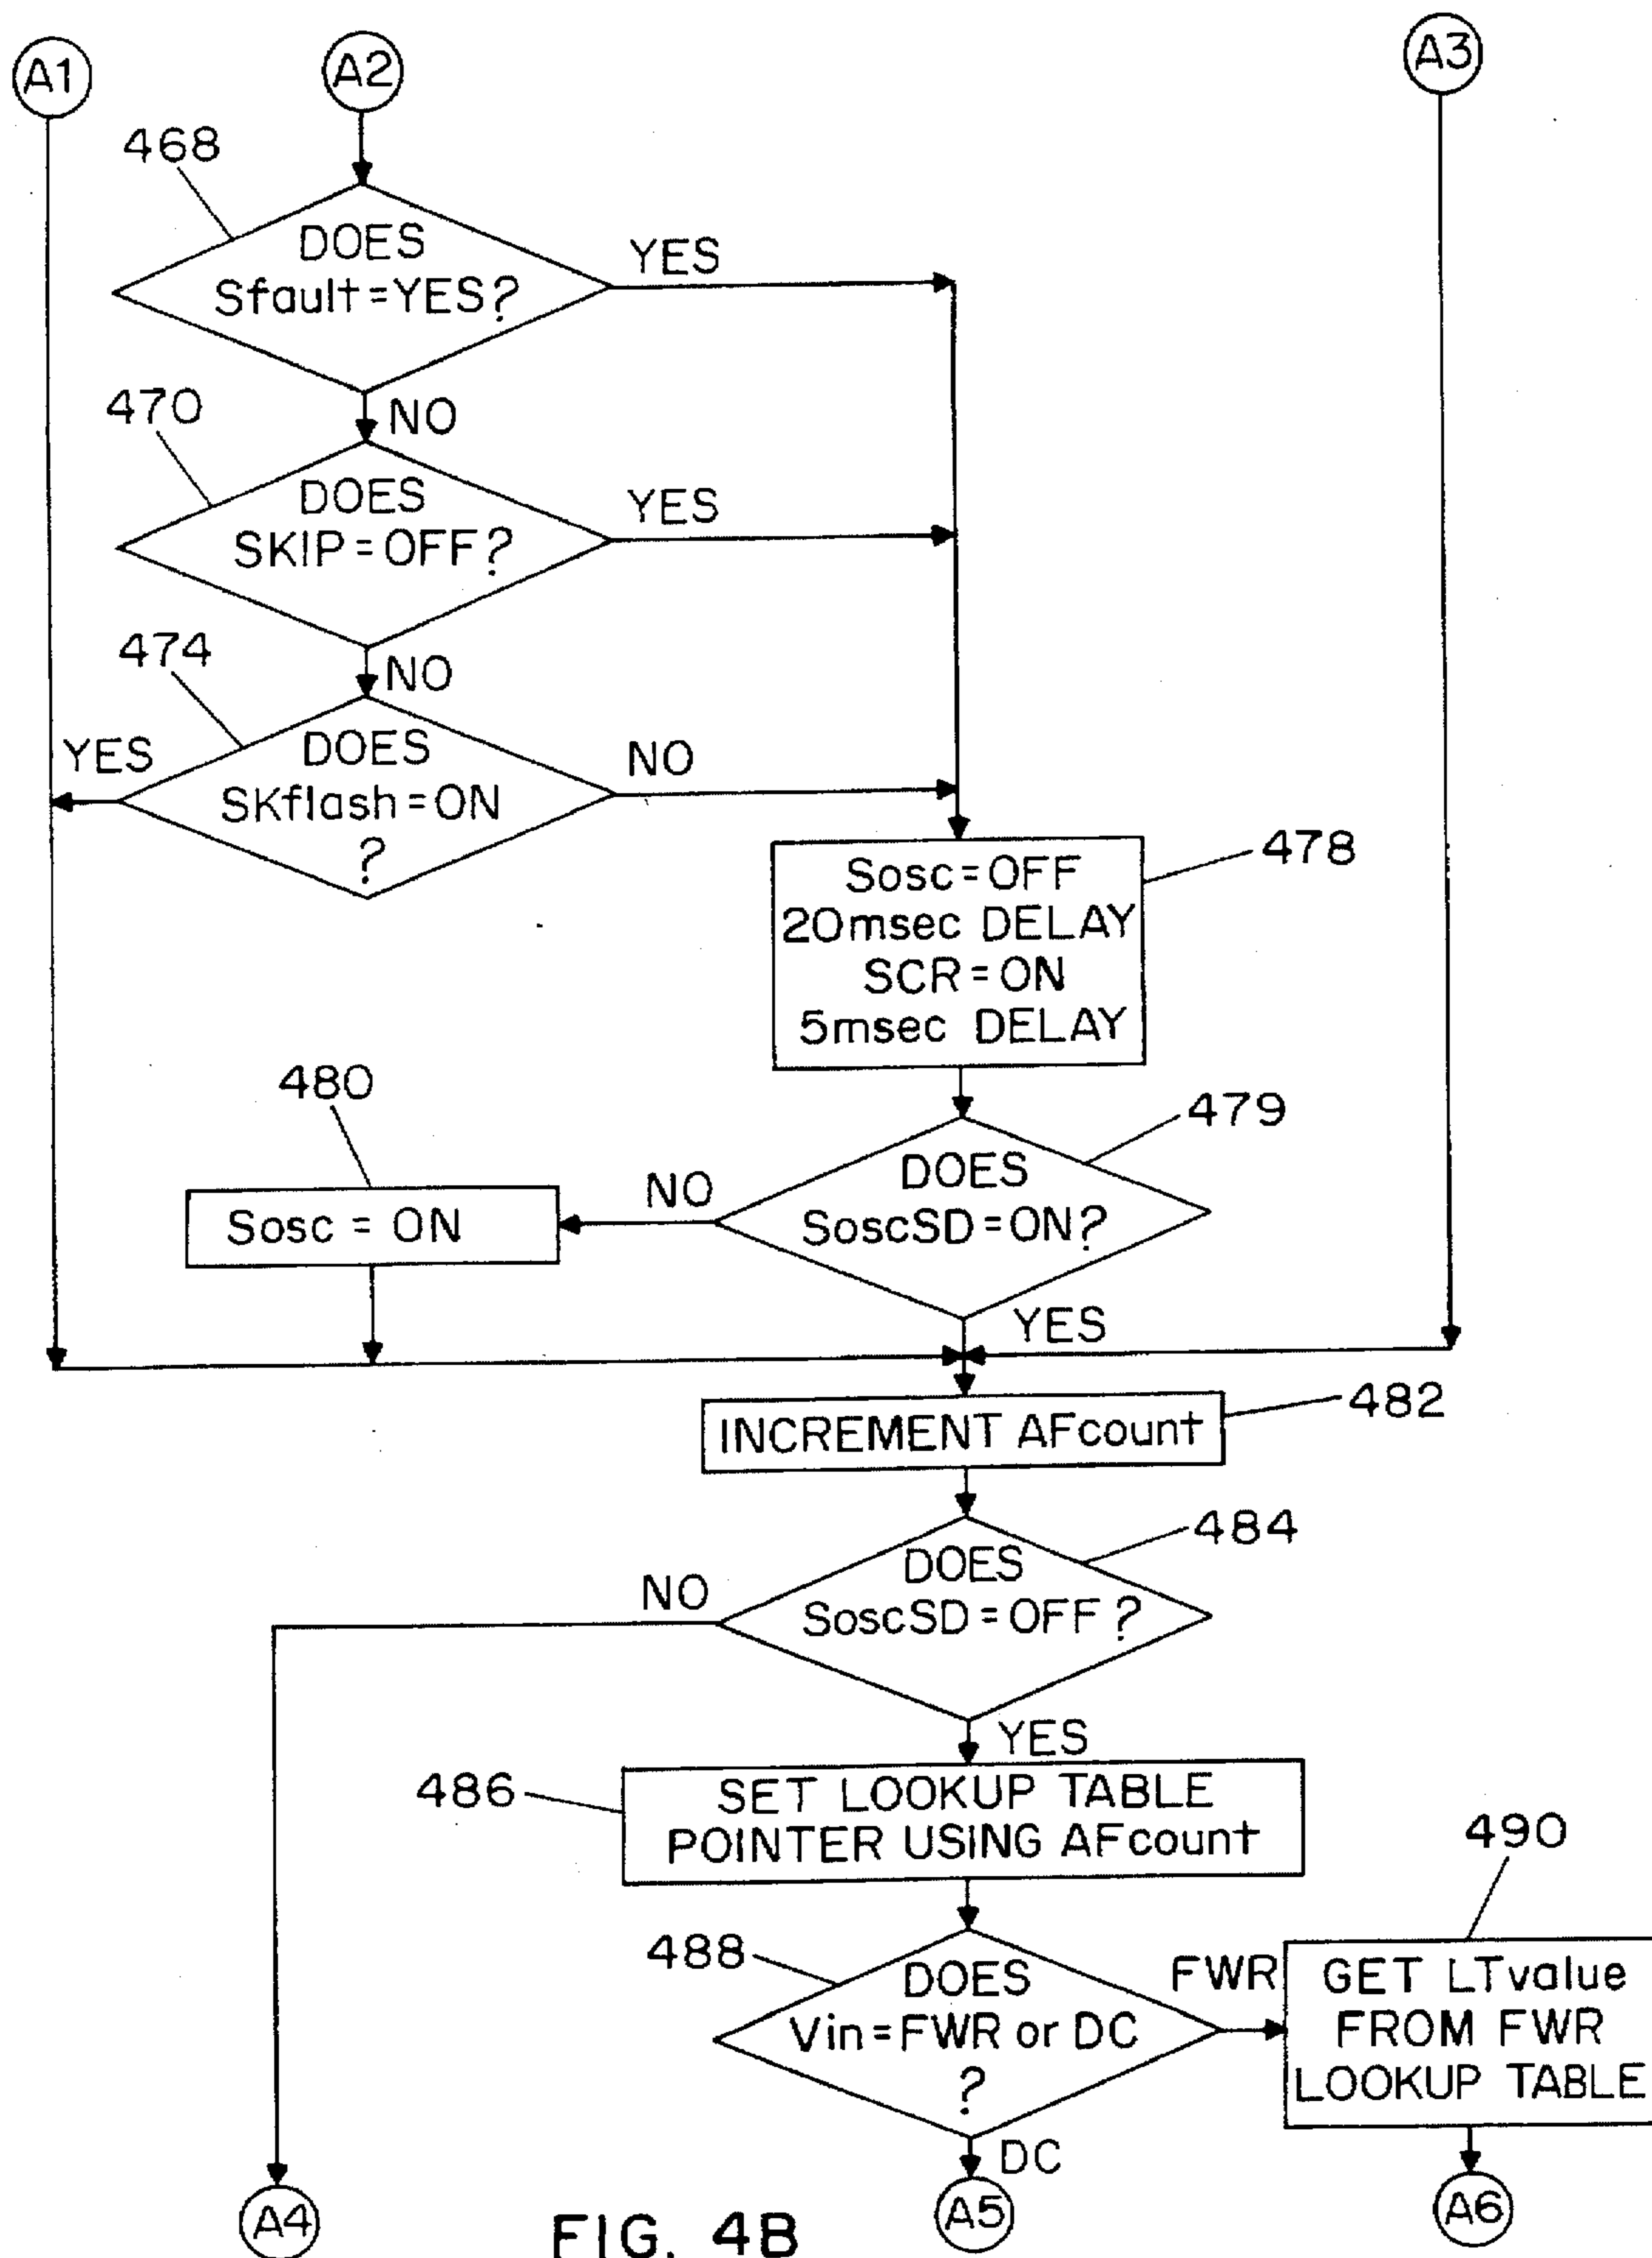 A1
A2
A3
468
DOES
Sfault=YES?
YES
NO
470
DOES
SKIP=OFF?
YES
NO
474
DOES
SKflash=ON
?
YES
NO
478
Sosc=OFF
20msec DELAY
SCR=ON
5msec DELAY
479
DOES
SoscSD=ON?
NO
YES
480
Sosc = ON
482
INCREMENT AFcount
484
DOES
SoscSD=OFF?
NO
YES
486
SET LOOKUP TABLE
POINTER USING AFcount
488
DOES
Vin=FWR or DC
?
FWR
DC
490
GET LTvalue
FROM FWR
LOOKUP TABLE
A4
A5
A6
FIG. 4B